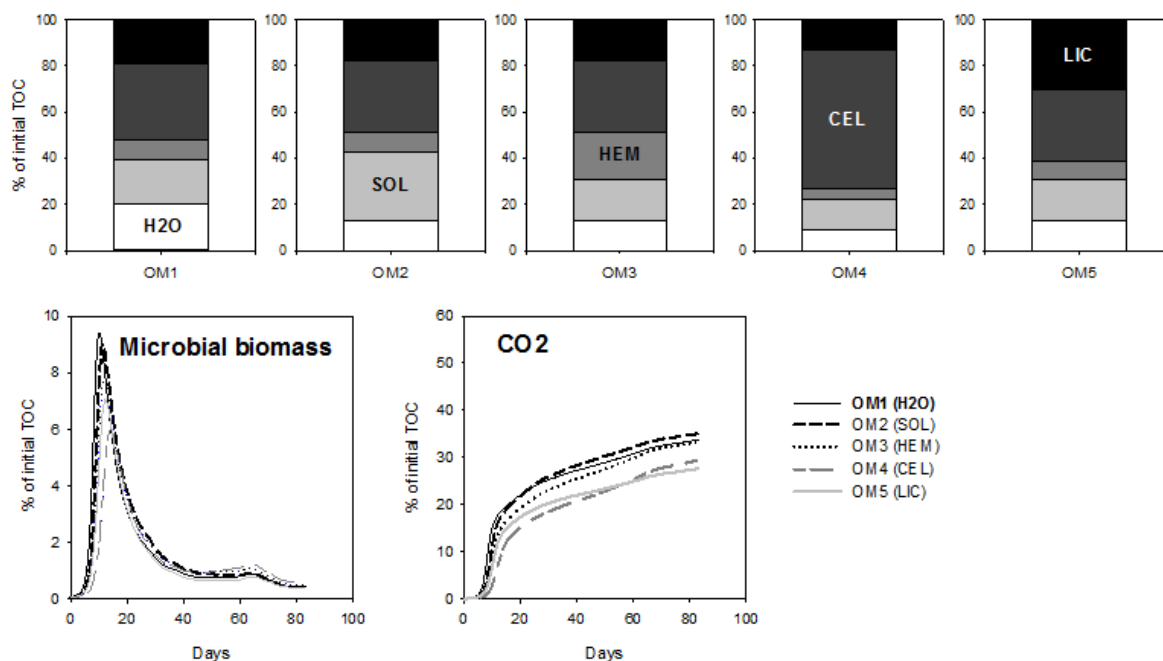 % of initial TOC
100
80
60
40
20
0
H2O
OM1
100
80
60
40
20
0
SOL
OM2
100
80
60
40
20
0
HEM
OM3
100
80
60
40
20
0
CEL
OM4
100
80
60
40
20
0
LIC
OM5
% of initial TOC
10
8
6
4
2
0
Microbial biomass
0 20 40 60 80 100
Days
% of initial TOC
60
50
40
30
20
10
0
CO2
0 20 40 60 80 100
Days
OM1 (H2O)
OM2 (SOL)
OM3 (HEM)
OM4 (CEL)
OM5 (LIC)